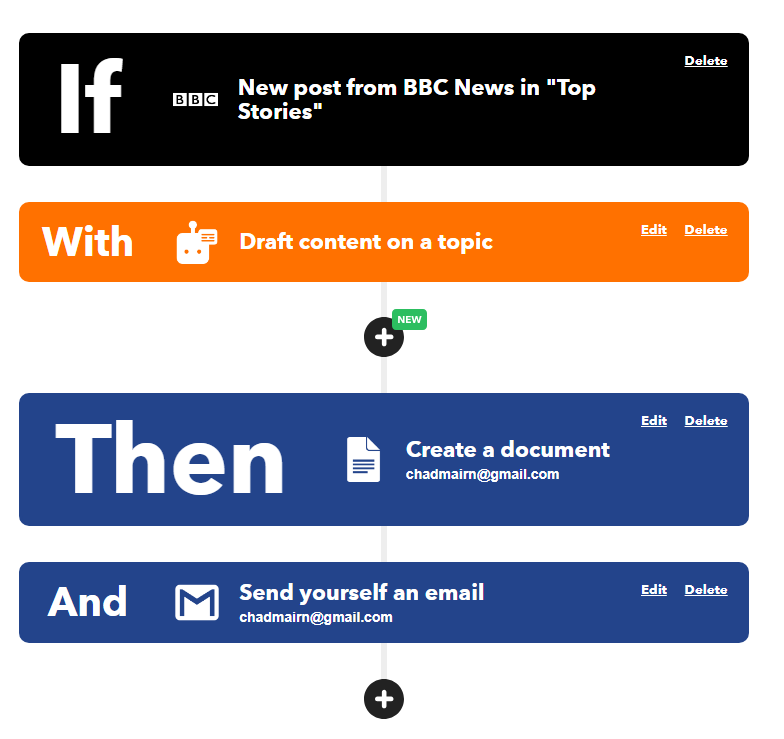 Delete
If
BBC
New post from BBC News in "Top
Stories"
Edit Delete
With
Draft content on a topic
NEW
Edit Delete
Then
Create a document
chadmairn@gmail.com
Edit Delete
And
Send yourself an email
chadmairn@gmail.com